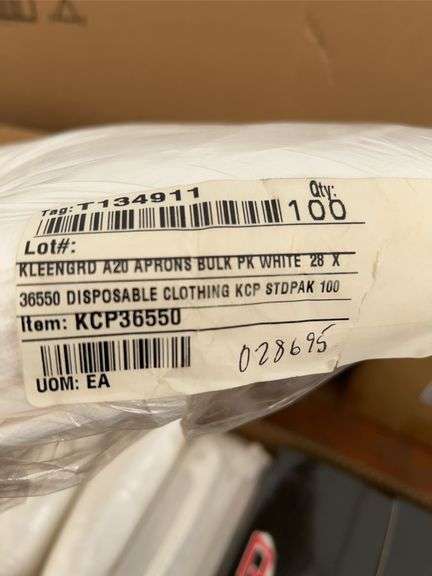 Tag: T134911
Qty:
100
Lot#:
KLEENGRD A20 APRONS BULK PK WHITE 28 X
36550 DISPOSABLE CLOTHING KCP STDPAK 100
Item: KCP36550
028695
UOM: EA